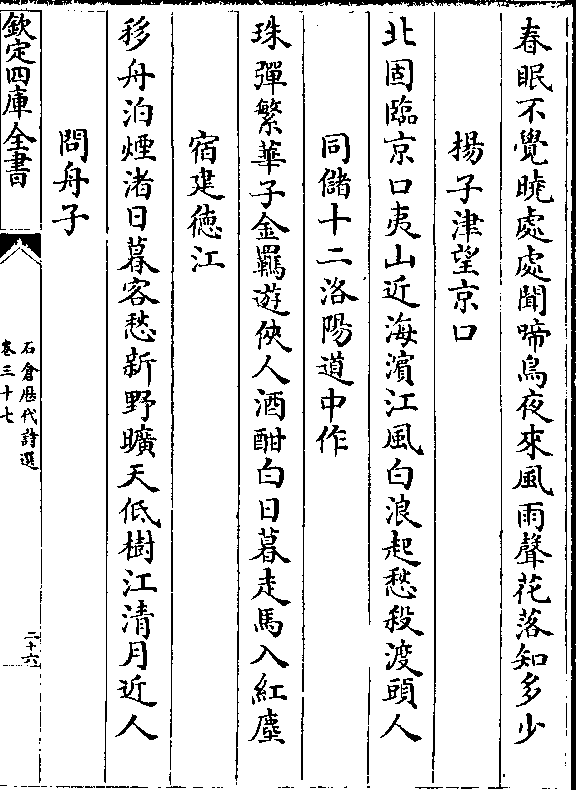 春眠不覺曉處處聞啼鳥夜來風雨聲花落知多少
揚子津望京口
北固臨京口夷山近海濱江風白浪起愁殺渡頭人
同儲十二洛陽道中作
珠彈繁華子金羈遊俠人酒酣白日暮走馬入紅塵
宿建德江
移舟泊煙渚日暮客愁新野曠天低樹江清月近人
問舟子
欽定四庫全書
石倉歴代詩選
卷三十七
二十六